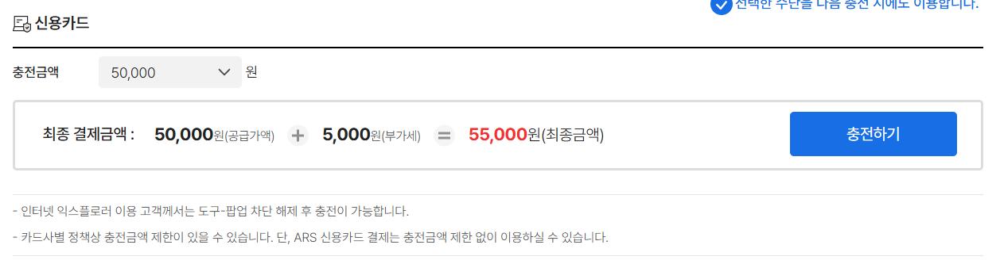 선택한 수단을 다음 충전 시에도 이용합니다.
신용카드
충전금액 50,000 원
최종 결제금액 : 50,000원(공급가액) + 5,000원(부가세) = 55,000원(최종금액) 충전하기
- 인터넷 익스플로러 이용 고객께서는 도구-팝업 차단 해제 후 충전이 가능합니다.
- 카드사별 정책상 충전금액 제한이 있을 수 있습니다. 단, ARS 신용카드 결제는 충전금액 제한 없이 이용하실 수 있습니다.